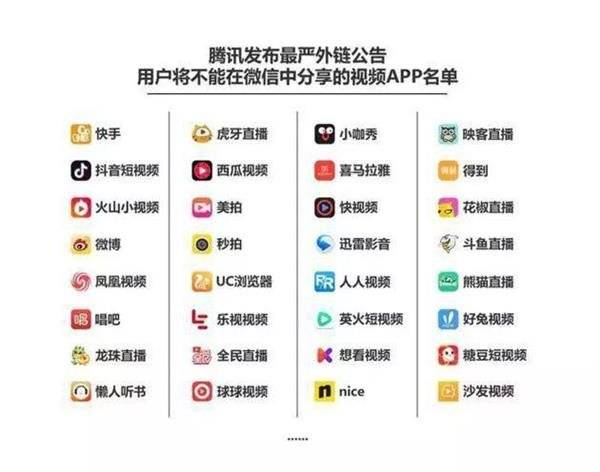 腾讯发布最严外链公告
用户将不能在微信中分享的视频APP名单
快手 虎牙直播 小咖秀 映客直播
抖音短视频 西瓜视频 喜马拉雅 得到
火山小视频 美拍 快视频 花椒直播
微博 秒拍 迅雷影音 斗鱼直播
凤凰视频 UC浏览器 人人视频 熊猫直播
唱吧 乐视视频 英火短视频 好兔视频
龙珠直播 全民直播 想看视频 糖豆短视频
懒人听书 球球视频 nice 沙发视频
......